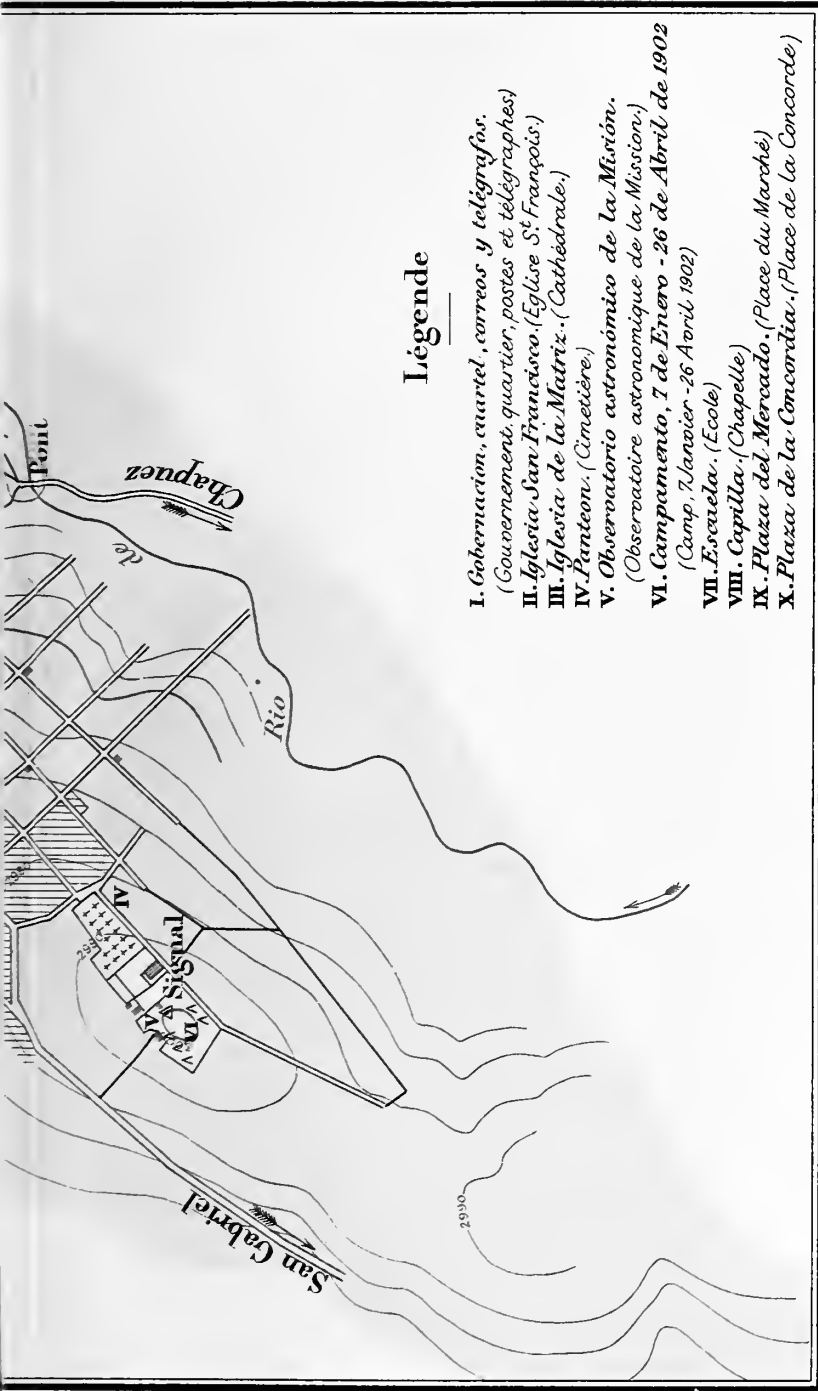 Légende
I. Gobernacion, cuartel, correos y telégrafos.
(Gouvernement, quartier, postes et télégraphes)
II. Iglesia San Francisco. (Eglise St François.)
III. Iglesia de la Matriz. (Cathédrale.)
IV. Panteon. (Cimetière.)
V. Observatorio astronómico de la Misión.
(Observatoire astronomique de la Mission.)
VI. Campamento, 7 de Enero - 26 de Abril de 1902
(Camp, 7 Janvier - 26 Avril 1902)
VII. Escuela. (Ecole)
VIII. Capilla. (Chapelle)
IX. Plaza del Mercado. (Place du Marché)
X. Plaza de la Concordia. (Place de la Concorde)
Pont
Chapuez
de
Rio
2990
IV
Signal
V
VI
San Gabriel
2990